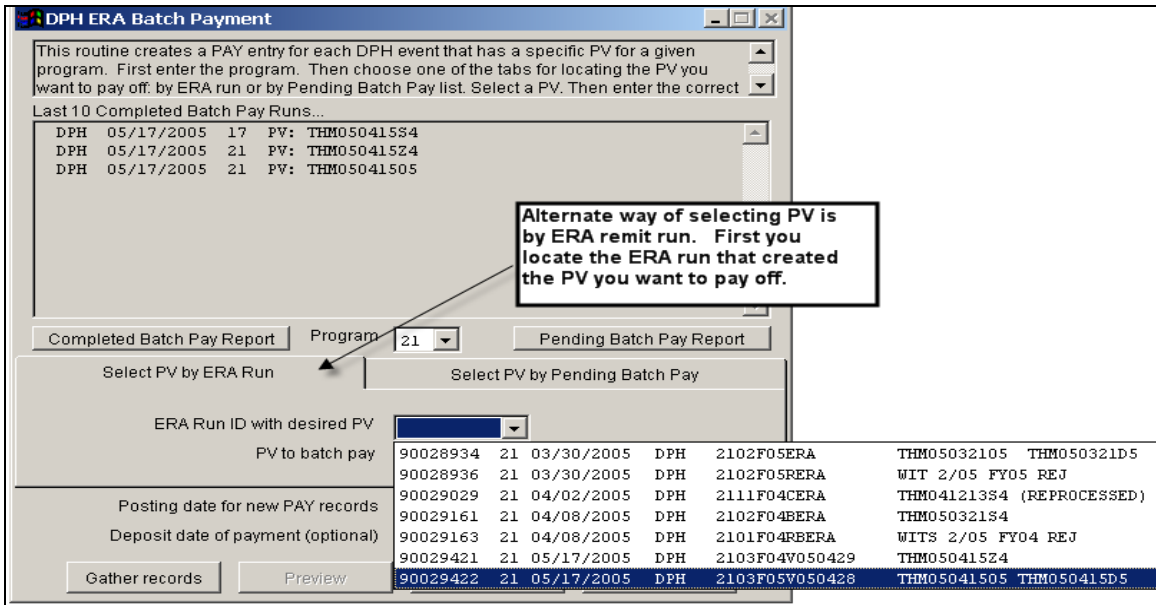 DPH ERA Batch Payment
This routine creates a PAY entry for each DPH event that has a specific PV for a given
program. First enter the program. Then choose one of the tabs for locating the PV you
want to pay off: by ERA run or by Pending Batch Pay list. Select a PV. Then enter the correct
Last 10 Completed Batch Pay Runs...
DPH 05/17/2005 17 PV: THM050415S4
DPH 05/17/2005 21 PV: THM050415Z4
DPH 05/17/2005 21 PV: THM05041505
Alternate way of selecting PV is
by ERA remit run. First you
locate the ERA run that created
the PV you want to pay off.
Completed Batch Pay Report Program 21 Pending Batch Pay Report
Select PV by ERA Run Select PV by Pending Batch Pay
ERA Run ID with desired PV
PV to batch pay
90028934 21 03/30/2005 DPH 2102F05ERA THM05032105 THM050321D5
90028936 21 03/30/2005 DPH 2102F05RERA WIT 2/05 FY05 REJ
90029029 21 04/02/2005 DPH 2111F04CERA THM041213S4 (REPROCESSED)
90029161 21 04/08/2005 DPH 2102F04BERA THM050321S4
90029163 21 04/08/2005 DPH 2101F04RBERA WITS 2/05 FY04 REJ
90029421 21 05/17/2005 DPH 2103F04V050429 THM050415Z4
90029422 21 05/17/2005 DPH 2103F05V050428 THM05041505 THM050415D5
Posting date for new PAY records
Deposit date of payment (optional)
Gather records Preview